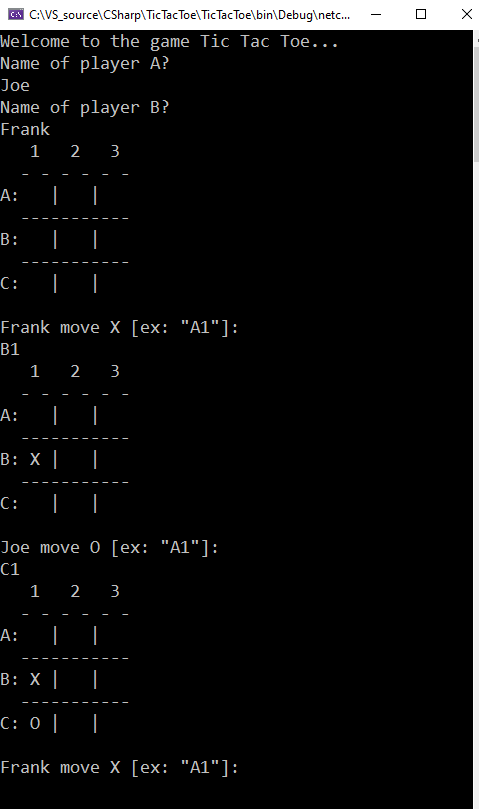 C:\VS_source\CSharp\TicTacToe\TicTacToe\bin\Debug\netc...
Welcome to the game Tic Tac Toe...
Name of player A?
Joe
Name of player B?
Frank
   1   2   3
  - - - - - -
A:   |   |
  -----------
B:   |   |
  -----------
C:   |   |

Frank move X [ex: "A1"]:
B1
   1   2   3
  - - - - - -
A:   |   |
  -----------
B: X |   |
  -----------
C:   |   |

Joe move O [ex: "A1"]:
C1
   1   2   3
  - - - - - -
A:   |   |
  -----------
B: X |   |
  -----------
C: O |   |

Frank move X [ex: "A1"]: